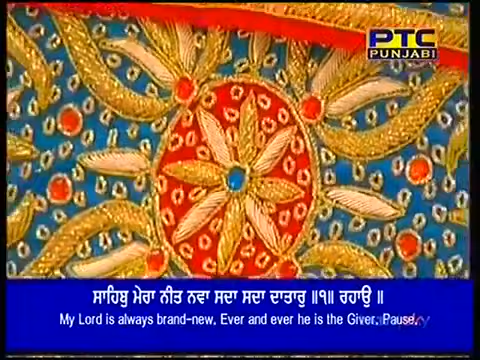 PTC
PUNJABI
ਸਾਹਿਬੁ ਮੇਰਾ ਨੀਤ ਨਵਾ ਸਦਾ ਸਦਾ ਦਾਤਾਰੁ ॥੧॥ ਰਹਾਉ ॥
My Lord is always brand-new, Ever and ever he is the Giver, Pause,